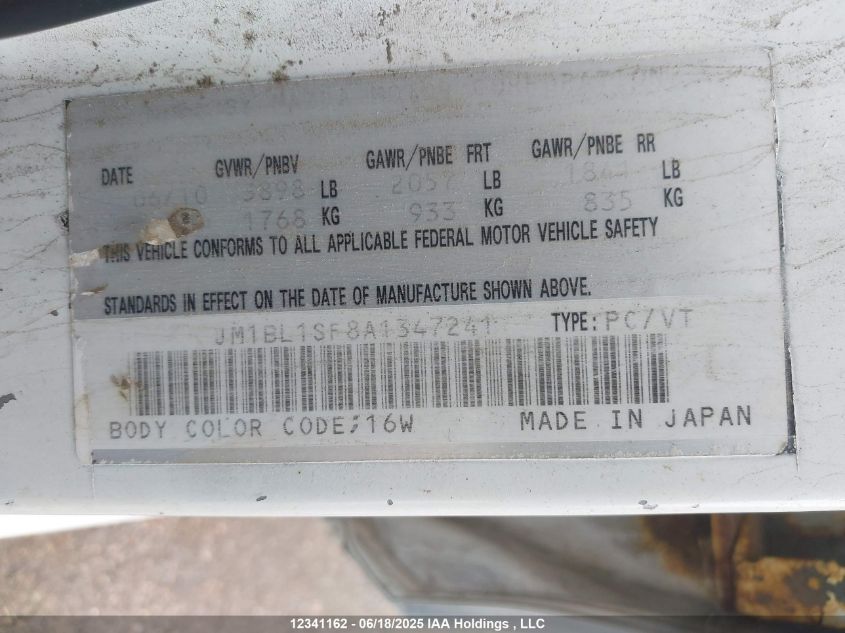 DATE GVWR/PNBV GAWR/PNBE FRT GAWR/PNBE RR
06/10 3898 LB 2057 LB 1841 LB
1768 KG 933 KG 835 KG
THIS VEHICLE CONFORMS TO ALL APPLICABLE FEDERAL MOTOR VEHICLE SAFETY
STANDARDS IN EFFECT ON THE DATE OF MANUFACTURE SHOWN ABOVE.
JM1BL1SF8A1347241 TYPE: PC/VT
BODY COLOR CODE:16W MADE IN JAPAN
12341162 - 06/18/2025 IAA Holdings , LLC